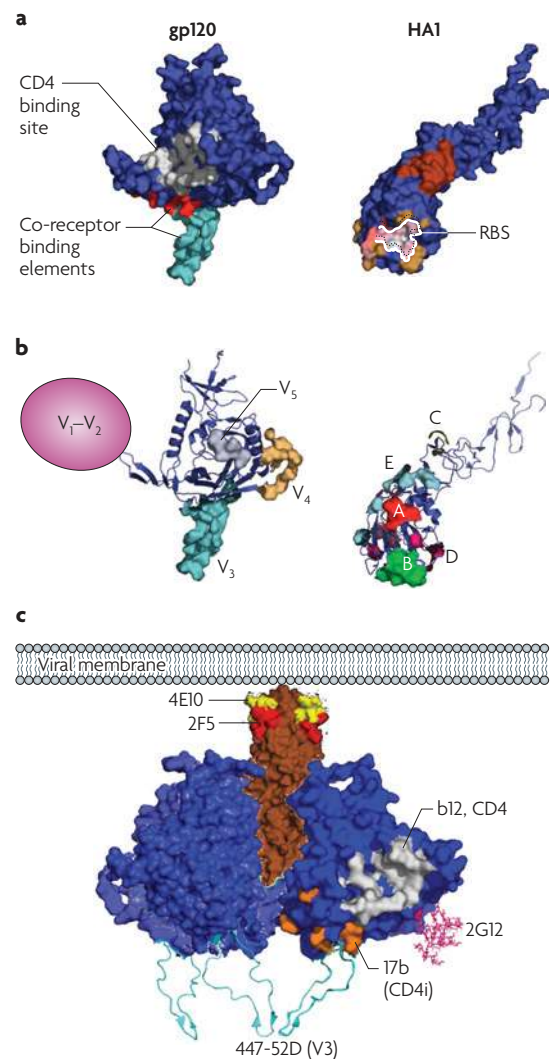 a
gp120
HA1
CD4
binding
site
Co-receptor
binding
elements
RBS
b
V₁–V₂
V₅
V₄
V₃
C
E
A
D
B
c
Viral membrane
4E10
2F5
b12, CD4
2G12
17b
(CD4i)
447-52D (V3)